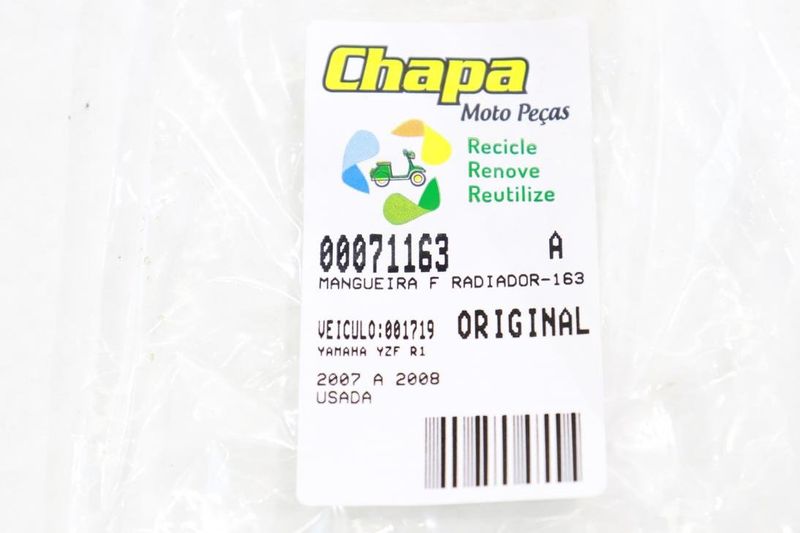 Chapa
Moto Peças
Recicle
Renove
Reutilize
00071163 A
MANGUEIRA F RADIADOR-163
VEICULO:001719 ORIGINAL
YAMAHA YZF R1
2007 A 2008
USADA